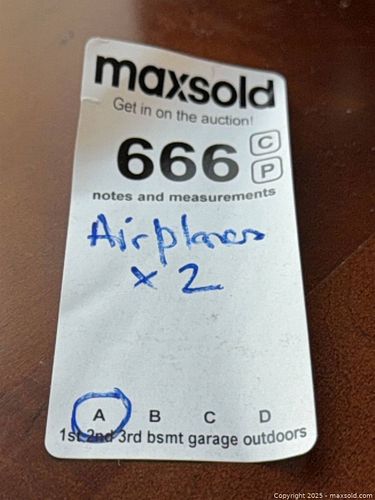 maxsold
Get in on the auction!
666 C
P
notes and measurements
Airplanes
x 2
A B C D
1st 2nd 3rd bsmt garage outdoors
Copyright 2025 - maxsold.com